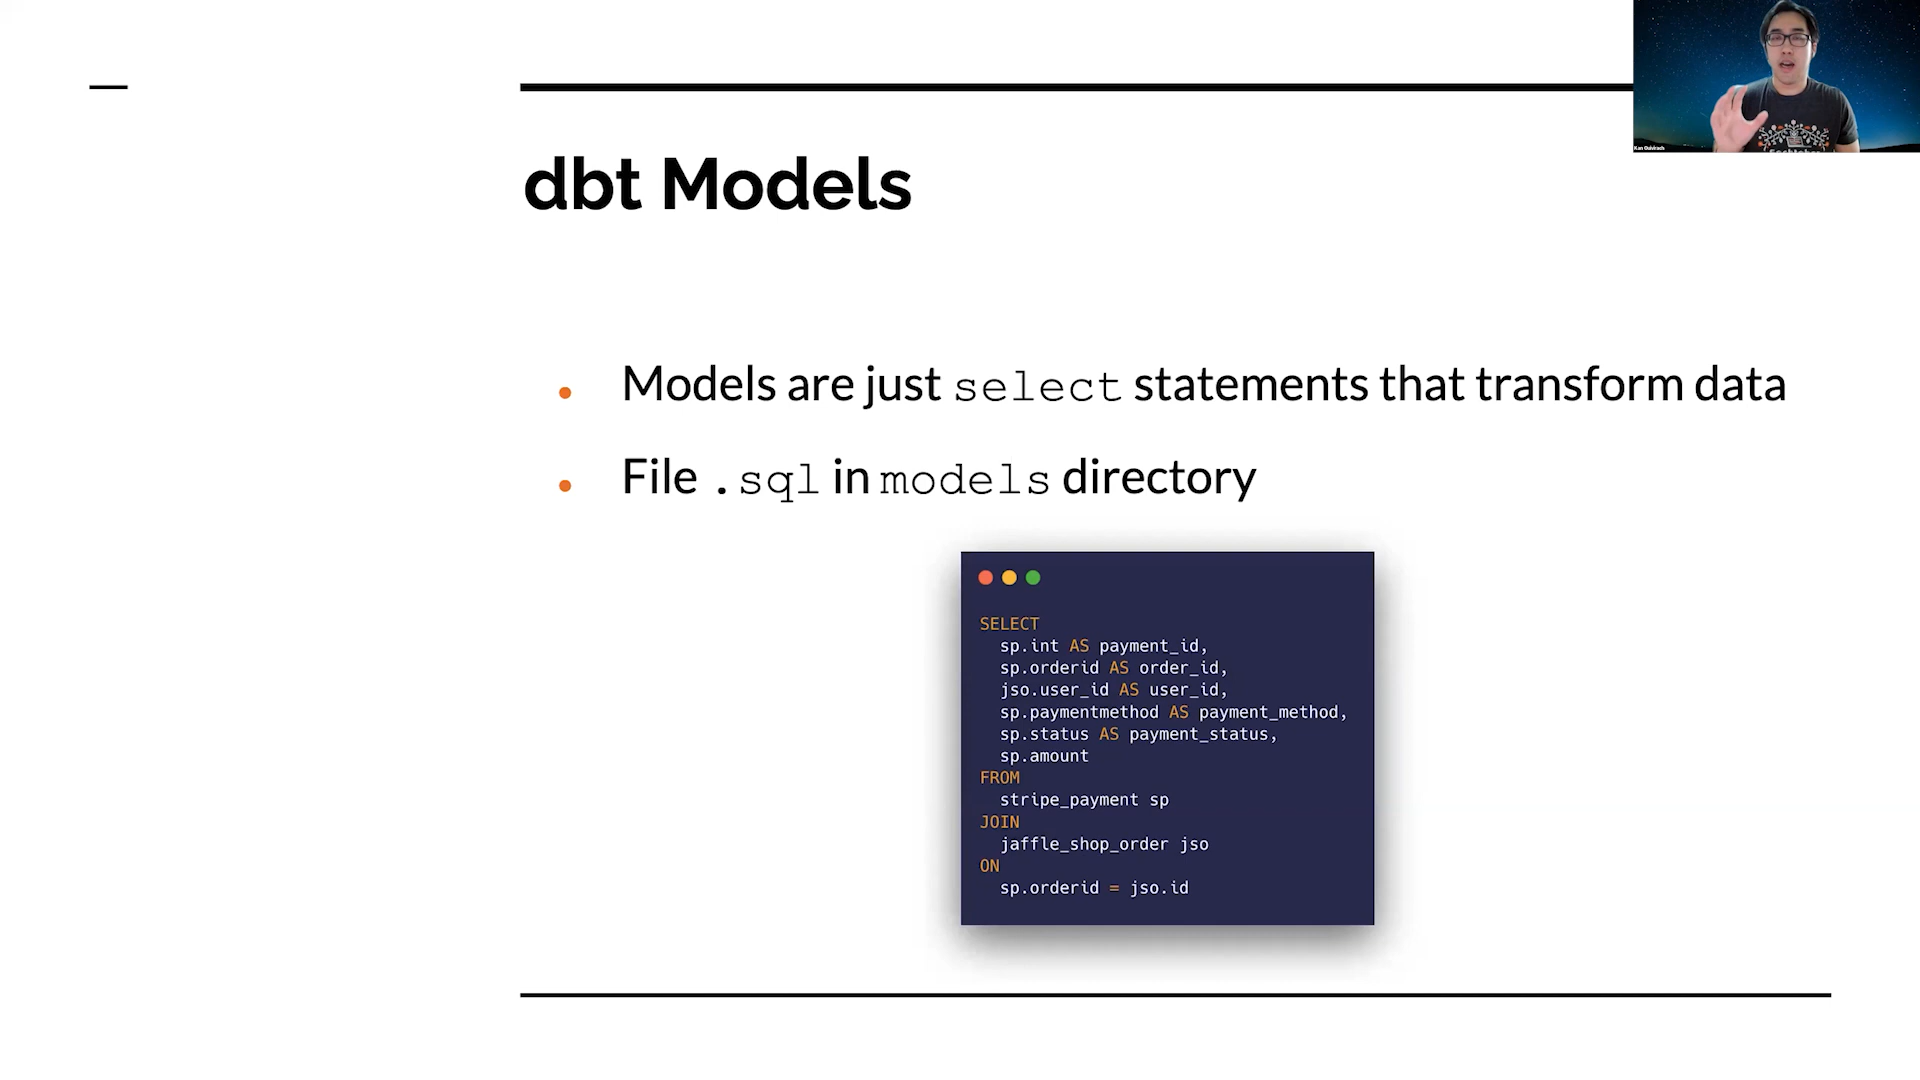 dbt Models
Models are just select statements that transform data
File .sql in models directory
SELECT
sp.int AS payment_id,
sp.orderid AS order_id,
jso.user_id AS user_id,
sp.paymentmethod AS payment_method,
sp.status AS payment_status,
sp.amount
FROM
stripe_payment sp
JOIN
jaffle_shop_order jso
ON
sp.orderid = jso.id
Kan Ouivirach